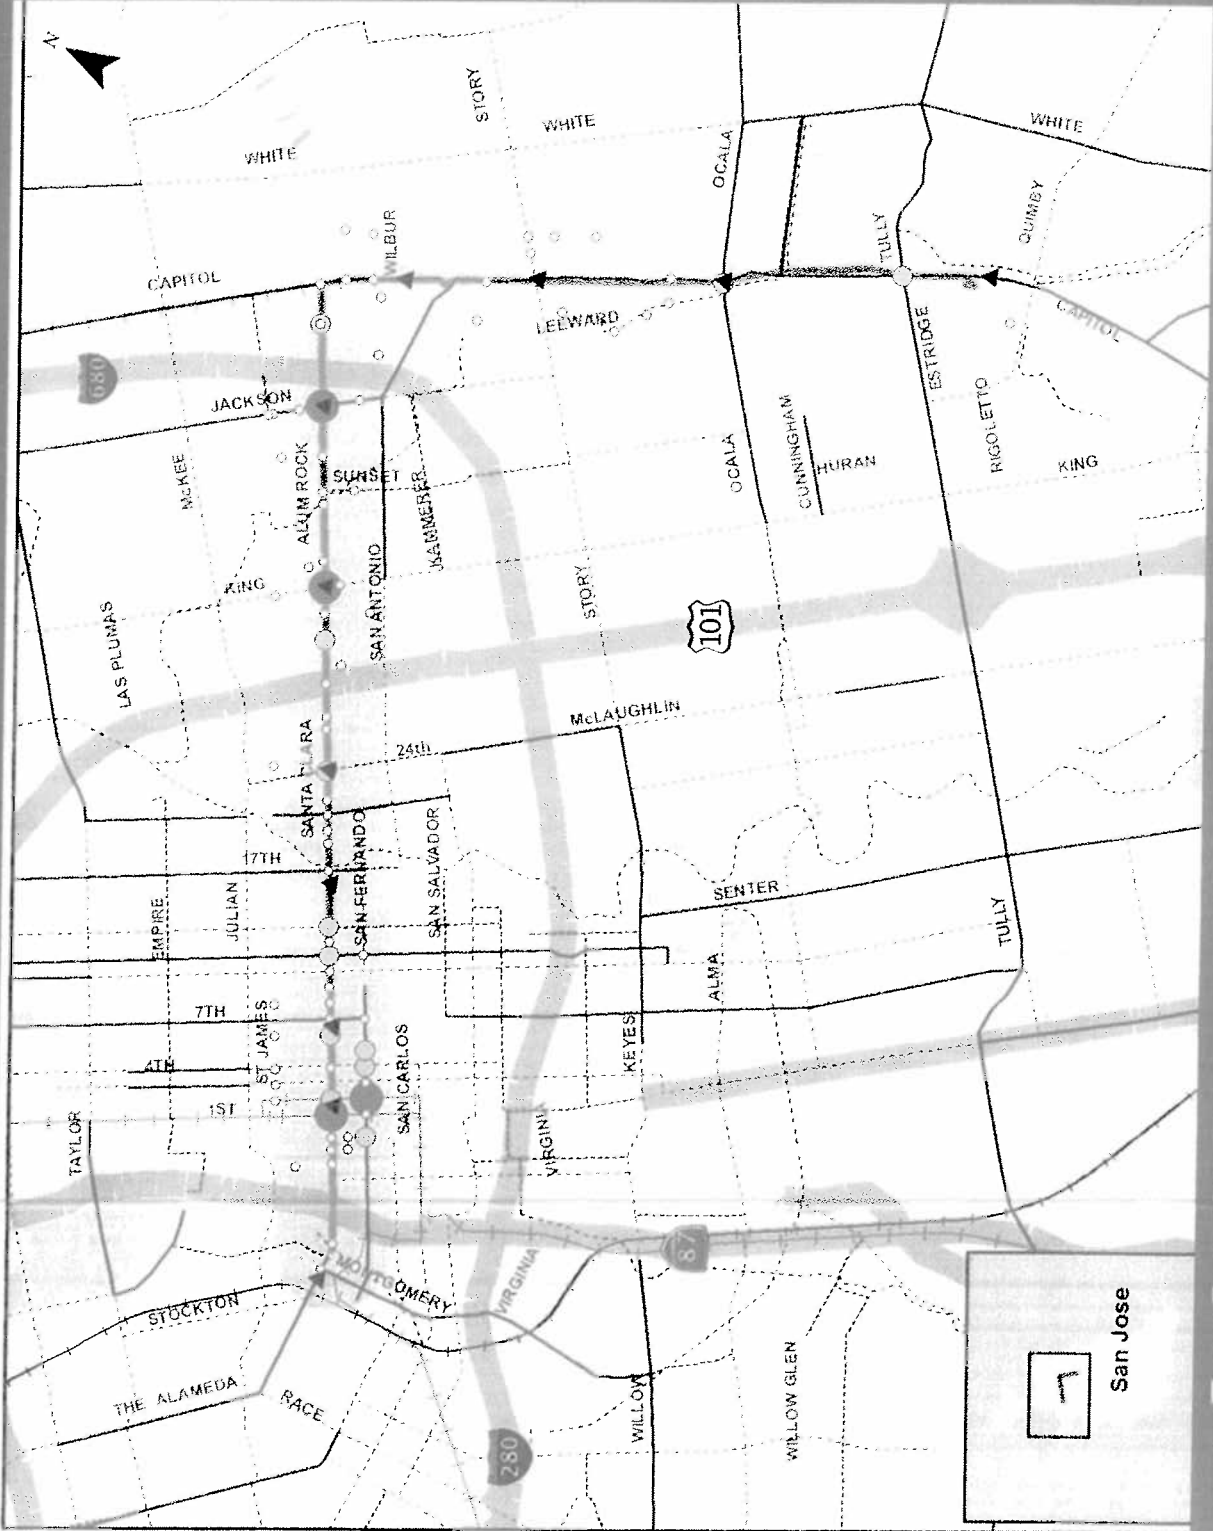 N
STORY
WHITE
WHITE
WHITE
OCALA
QUIMBY
TULLY
WILBUR
CAPITOL
LEEWARD
CAPITOL
ESTRIDGE
680
JACKSON
RIGOLETTO
CUNNINGHAM
McKEE
ALUM ROCK
SUNSET
OCALA
HURAN
KING
KAMMERER
SAN ANTONIO
KING
STORY
101
LAS PLUMAS
McLAUGHLIN
SANTA CLARA
24th
SAN FERNANDO
SAN SALVADOR
17TH
SENTER
EMPIRE
JULIAN
TULLY
ALMA
7TH
ST JAMES
KEYES
4TH
SAN CARLOS
1ST
TAYLOR
VIRGINI
87
MONTGOMERY
VIRGINIA
STOCKTON
San Jose
THE ALAMEDA
RACE
WILLOW
WILLOW GLEN
280